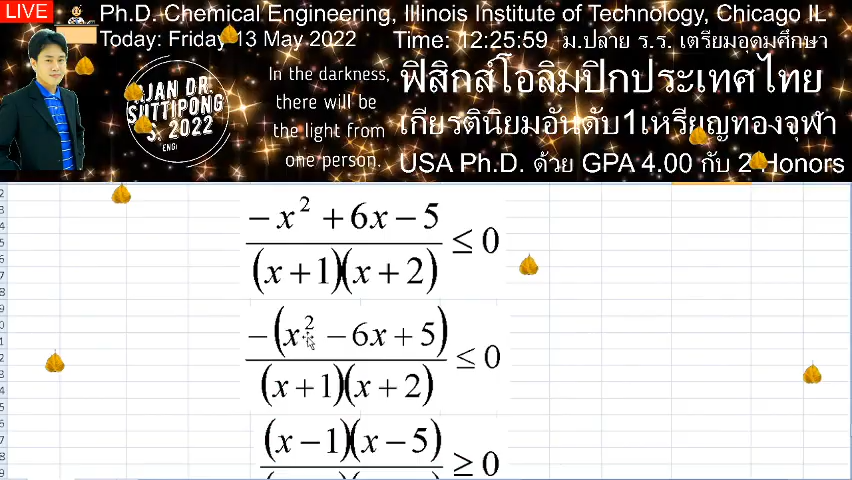 LIVE
Ph.D. Chemical Engineering, Illinois Institute of Technology, Chicago IL
Today: Friday 13 May 2022 Time: 12:25:59 ม.ปลาย ร.ร. เตรียมอุดมศึกษา
AJAN DR.
SUTTIPONG
S. 2022
ENGI
In the darkness,
there will be
the light from
one person.
ฟิสิกส์โอลิมปิกประเทศไทย
เกียรตินิยมอันดับ1เหรียญทองจุฬา
USA Ph.D. ด้วย GPA 4.00 กับ 2 Honors
−x² + 6x − 5
(x + 1)(x + 2) ≤ 0
−(x² − 6x + 5)
(x + 1)(x + 2) ≤ 0
(x − 1)(x − 5)
≥ 0